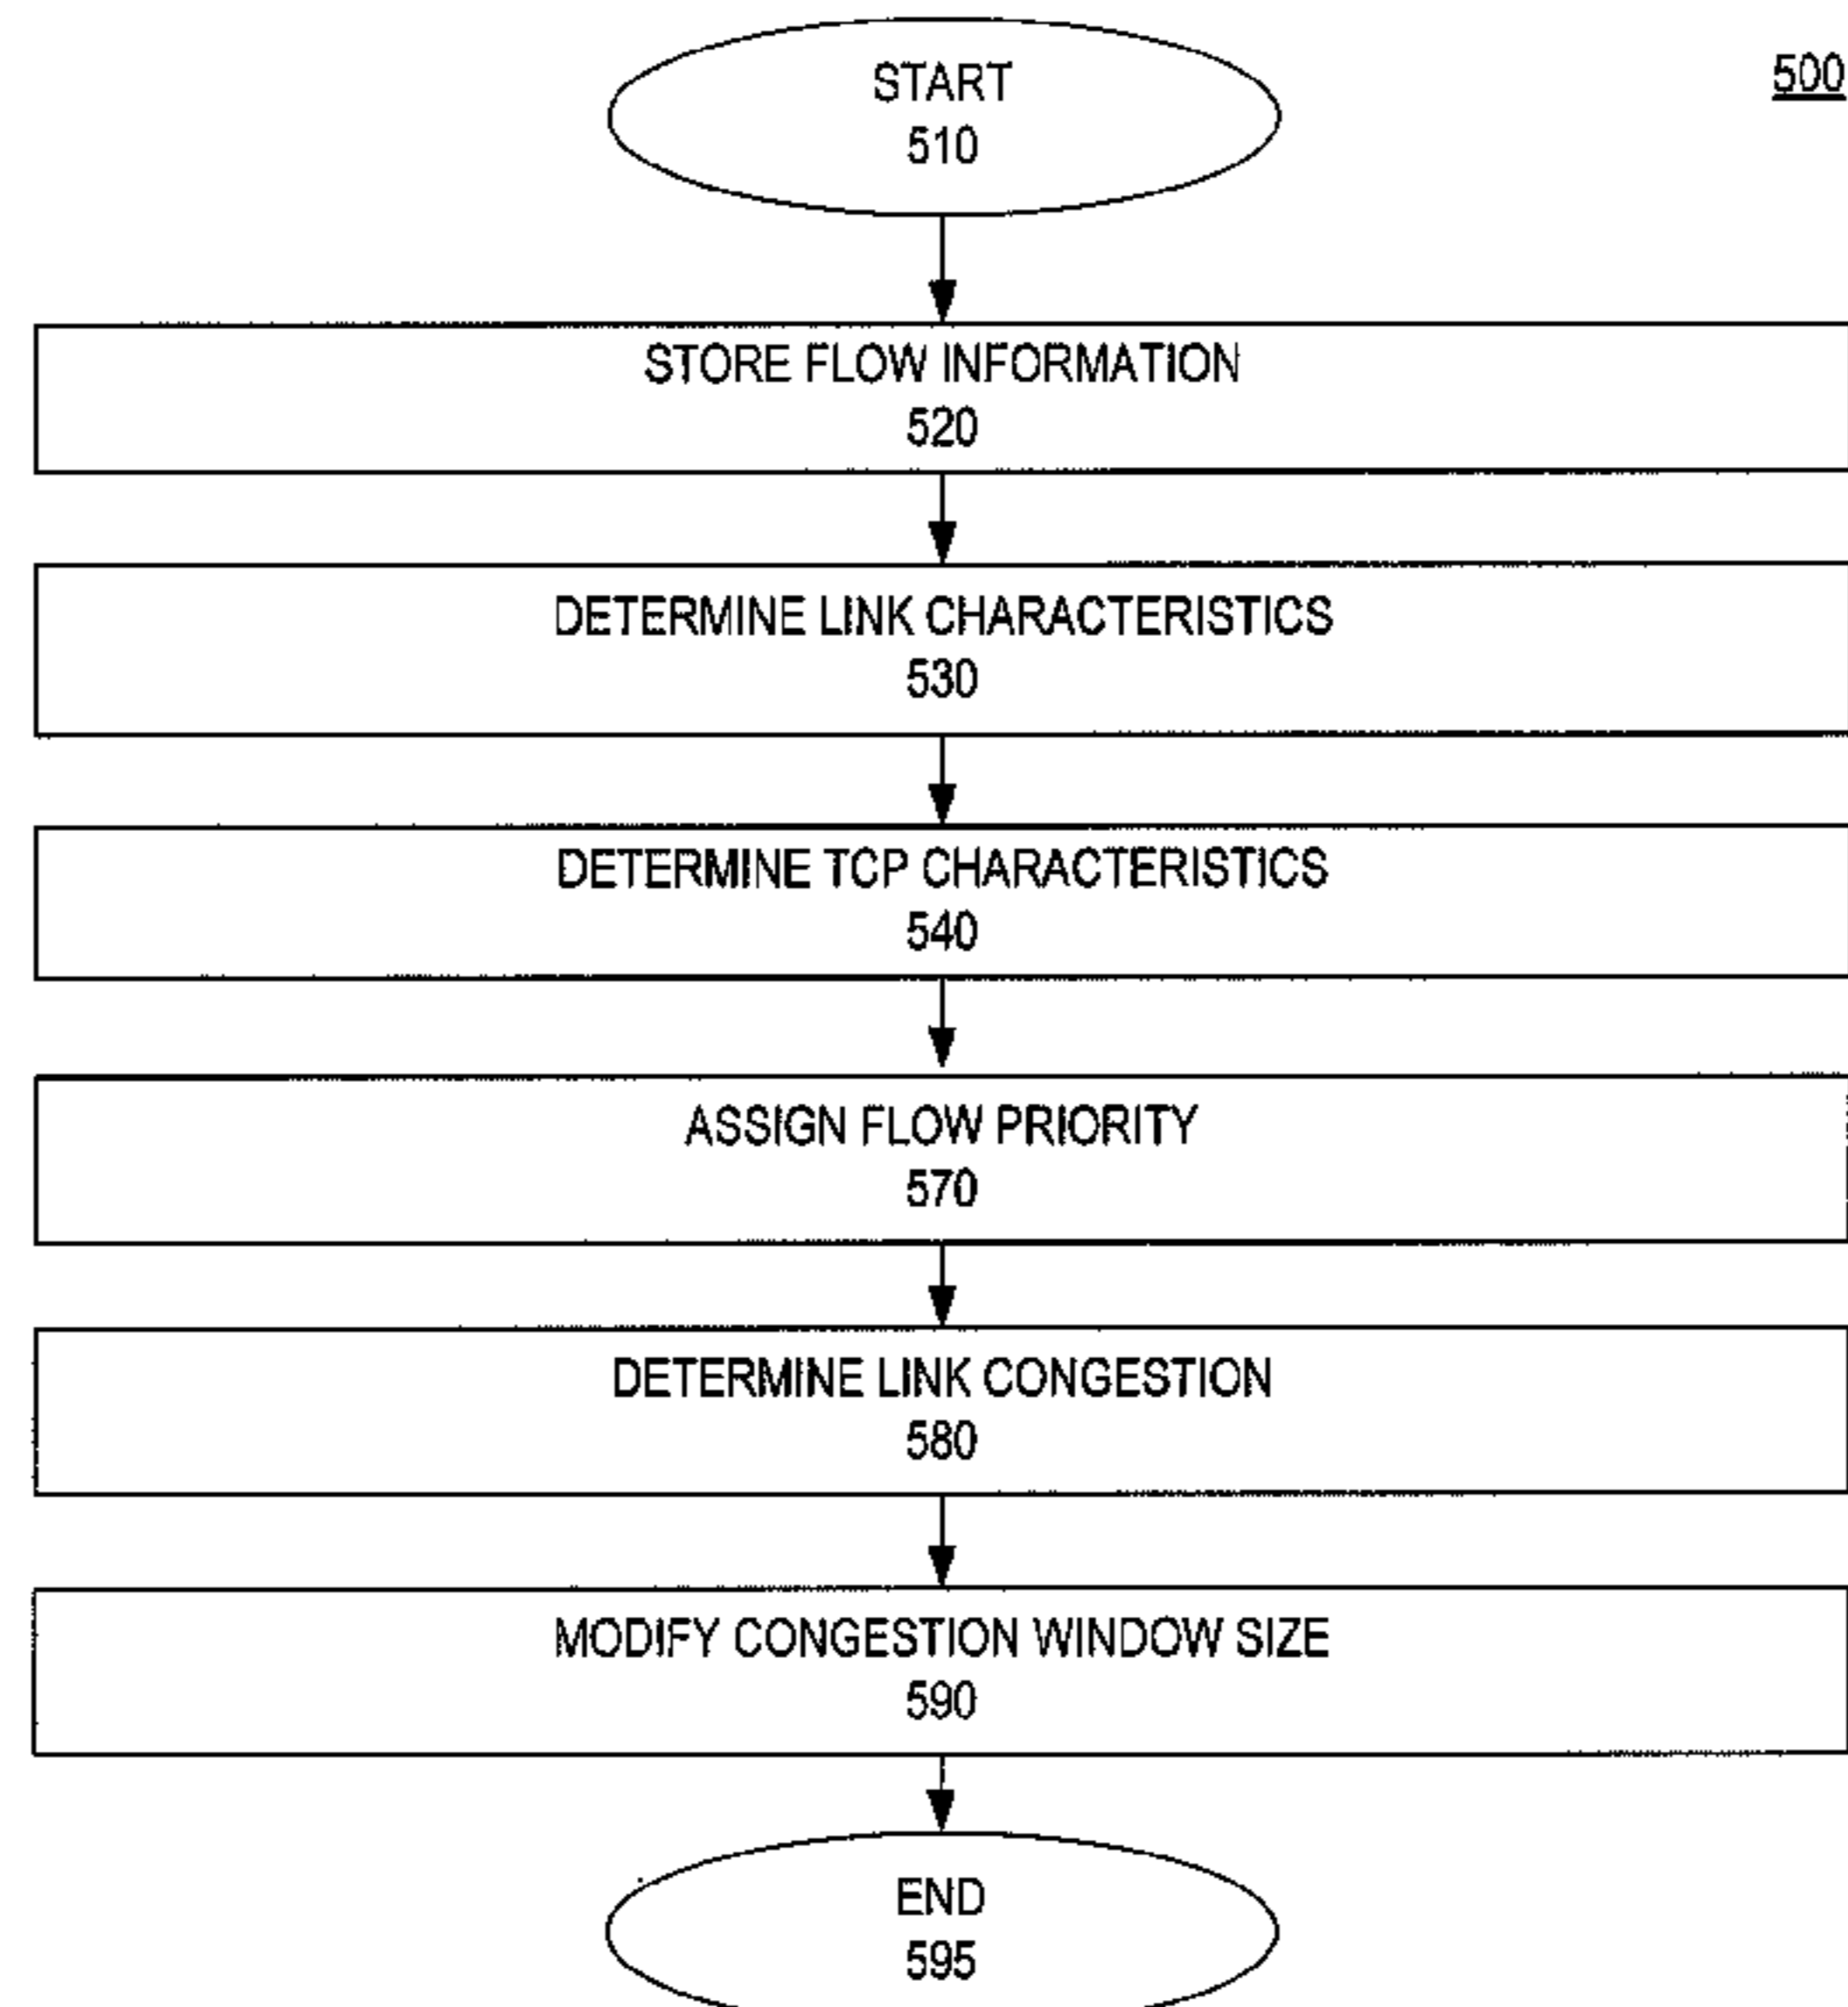 500
START
510
STORE FLOW INFORMATION
520
DETERMINE LINK CHARACTERISTICS
530
DETERMINE TCP CHARACTERISTICS
540
ASSIGN FLOW PRIORITY
570
DETERMINE LINK CONGESTION
580
MODIFY CONGESTION WINDOW SIZE
590
END
595